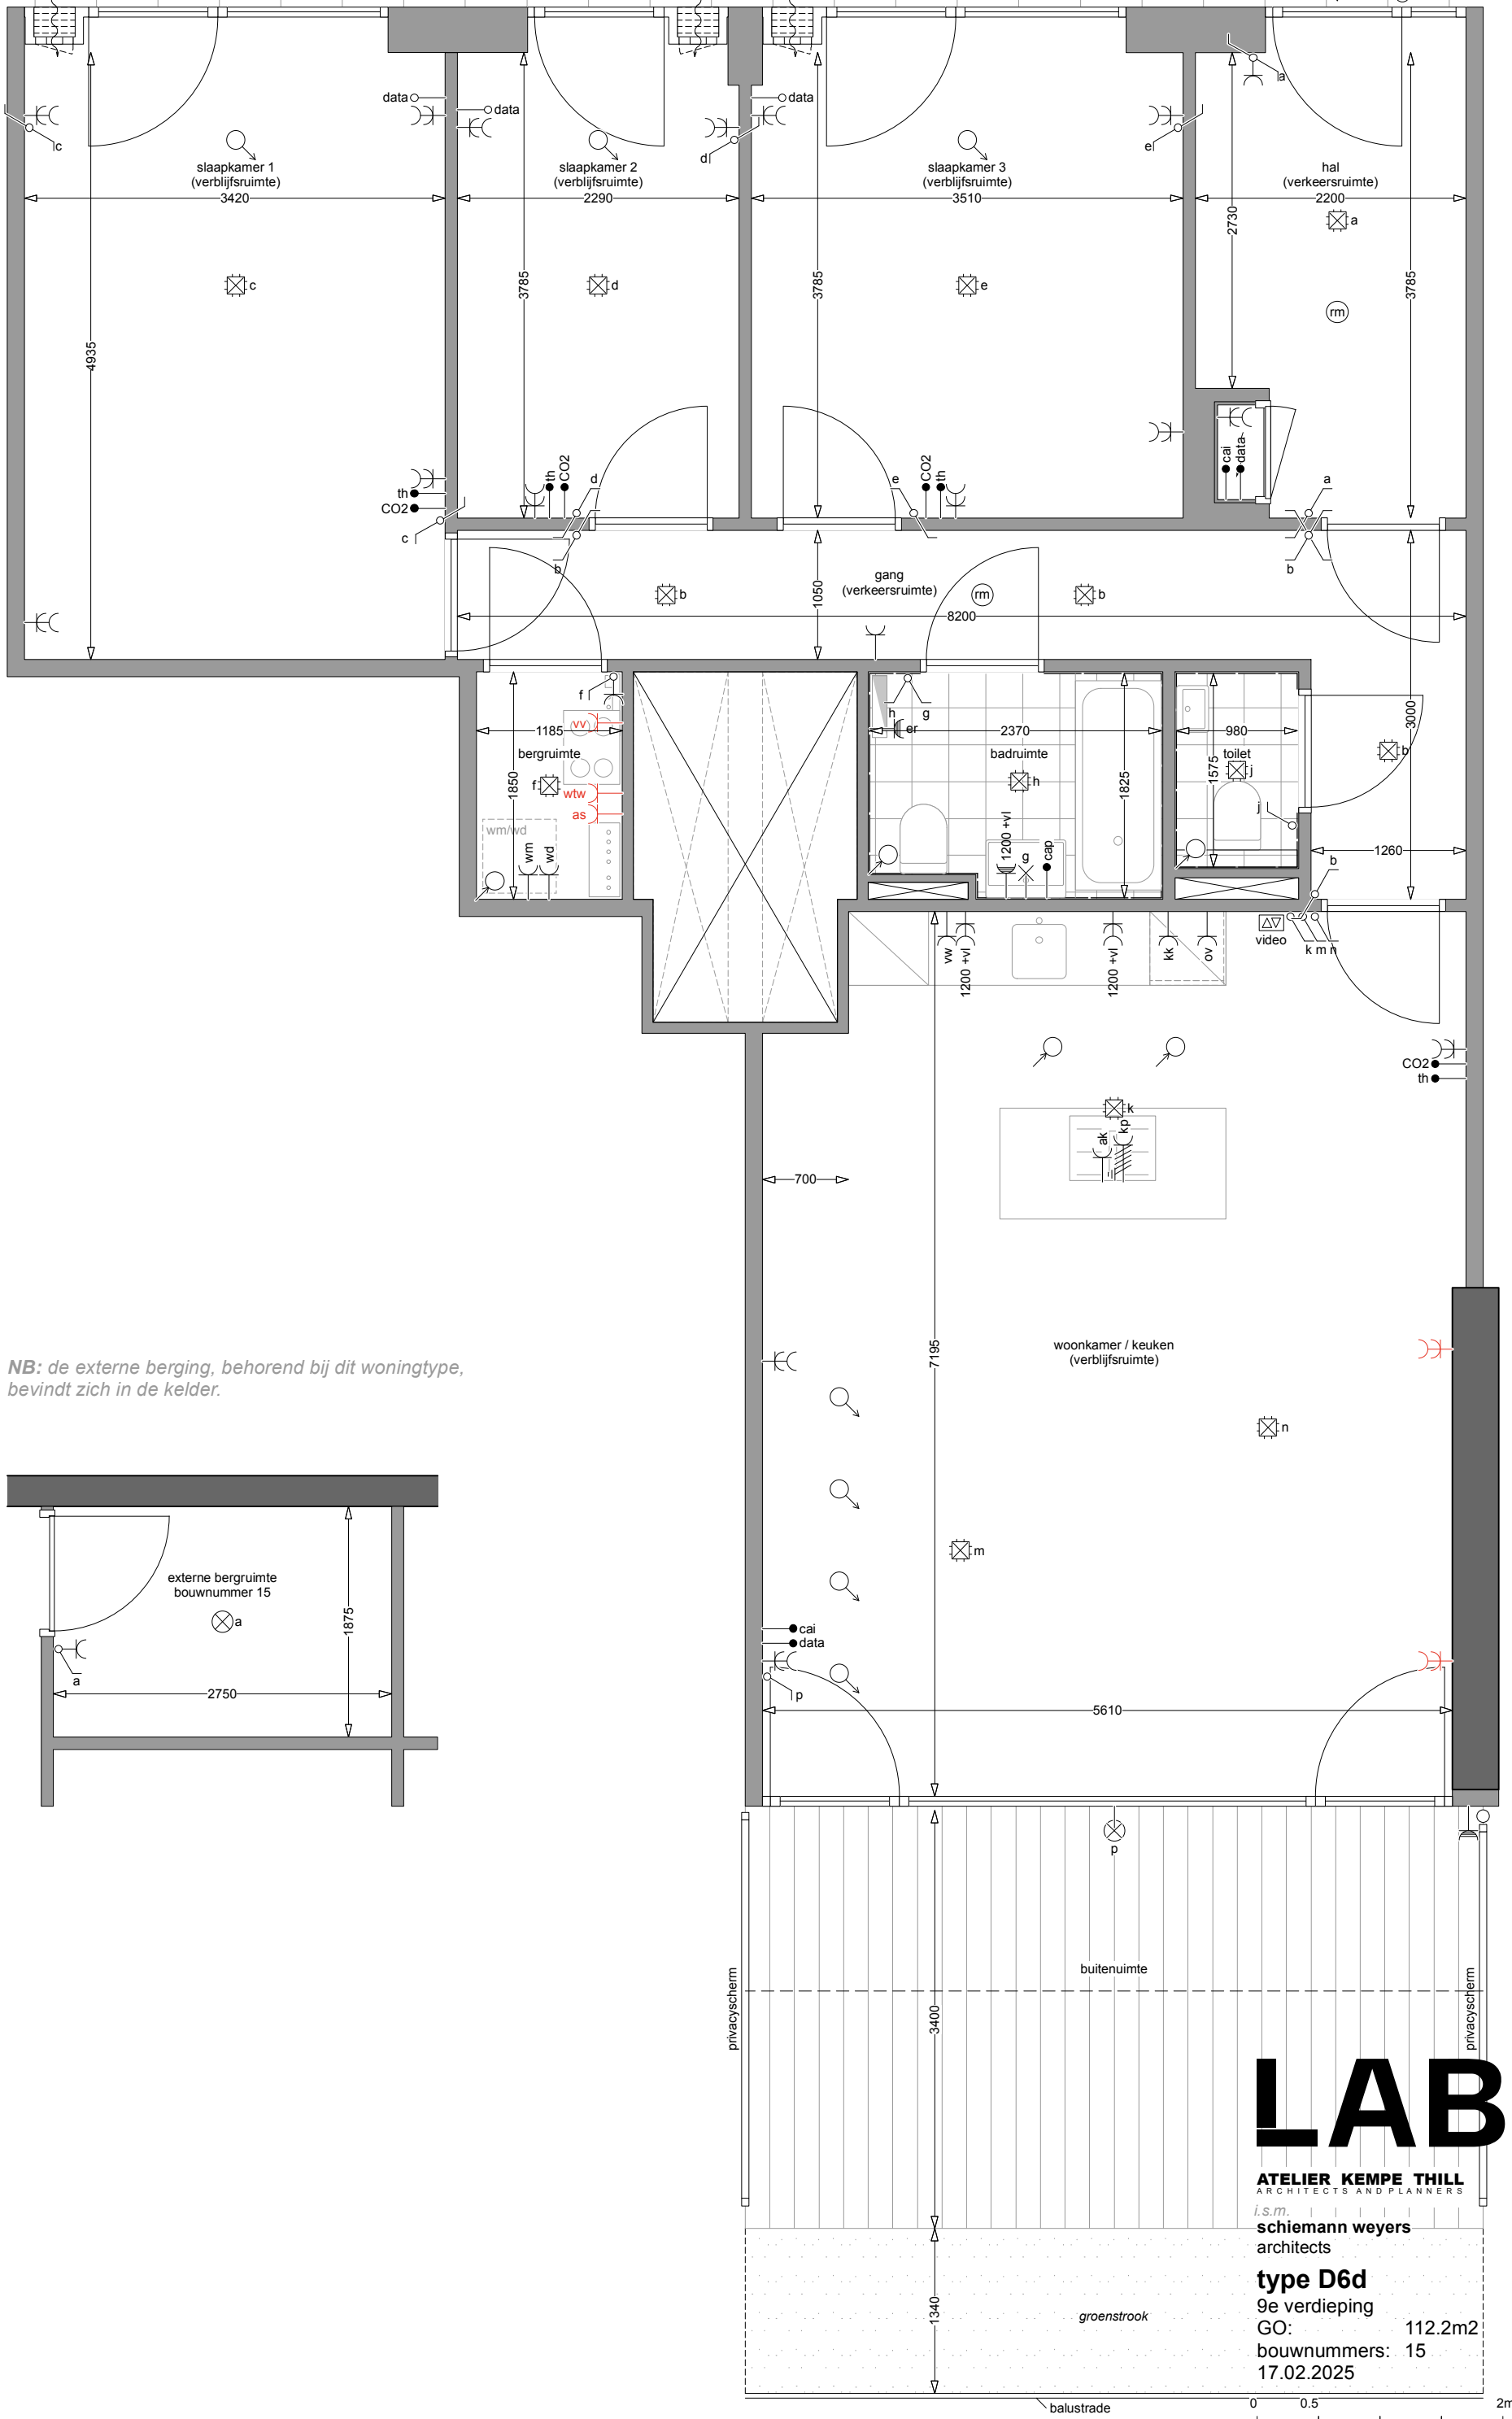 data
data
data
a
c
d
e
slaapkamer 1
(verblijfsruimte)
3420
slaapkamer 2
(verblijfsruimte)
2290
slaapkamer 3
(verblijfsruimte)
3510
hal
(verkeersruimte)
2200
2730
a
c
d
e
3785
3785
3785
4935
rm
cai
data
th
CO2
c
th
CO2
d
b
e
CO2
th
a
b
gang
(verkeersruimte)
b
rm
b
1050
8200
f
vv
1185
bergruimte
f
1850
wtw
as
wm/wd
wm
wd
h
g
er
2370
badruimte
h
1825
1200 +vl
g
cap
980
toilet
j
1575
j
3000
b
1260
b
vw
1200 +vl
1200 +vl
kk
ov
video
k m n
CO2
th
k
ak
kp
700
7195
woonkamer / keuken
(verblijfsruimte)
n
m
cai
data
p
5610
NB: de externe berging, behorend bij dit woningtype,
bevindt zich in de kelder.
externe bergruimte
bouwnummer 15
a
a
1875
2750
p
privacyscherm
buitenuimte
privacyscherm
3400
LAB
ATELIER KEMPE THILL
ARCHITECTS AND PLANNERS
i.s.m.
schiemann weyers
architects
type D6d
9e verdieping
GO: 112.2m2
bouwnummers: 15
17.02.2025
1340
groenstrook
balustrade
0 0.5 2m